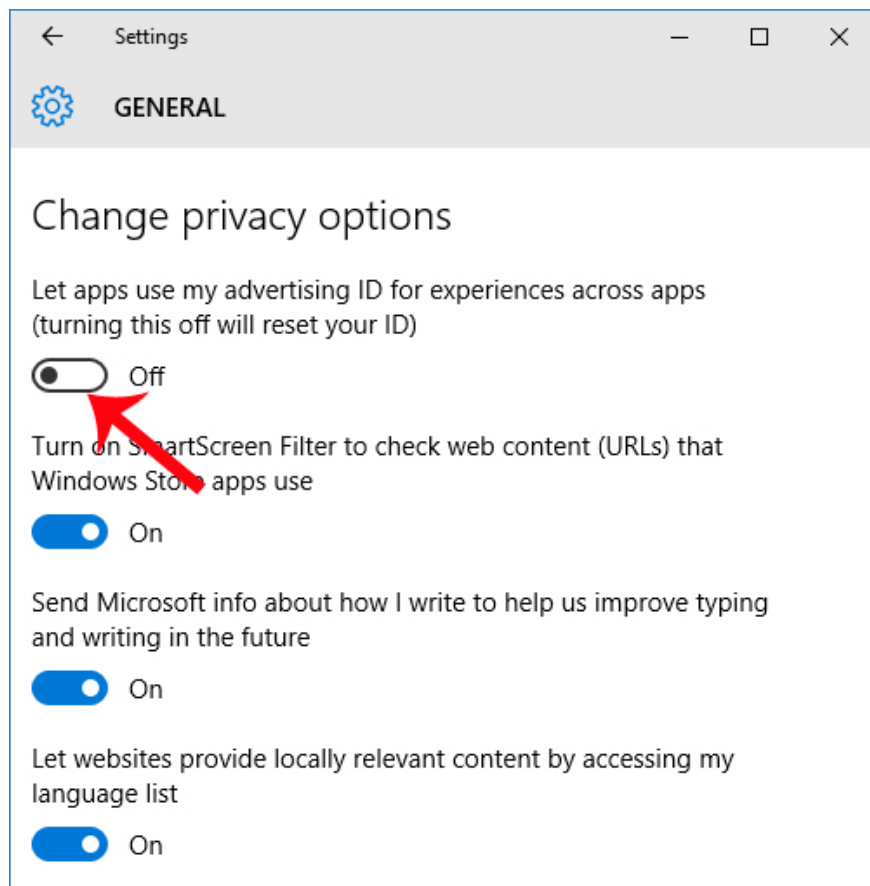 Settings
GENERAL
Change privacy options
Let apps use my advertising ID for experiences across apps
(turning this off will reset your ID)
Off
Turn on SmartScreen Filter to check web content (URLs) that
Windows Store apps use
On
Send Microsoft info about how I write to help us improve typing
and writing in the future
On
Let websites provide locally relevant content by accessing my
language list
On